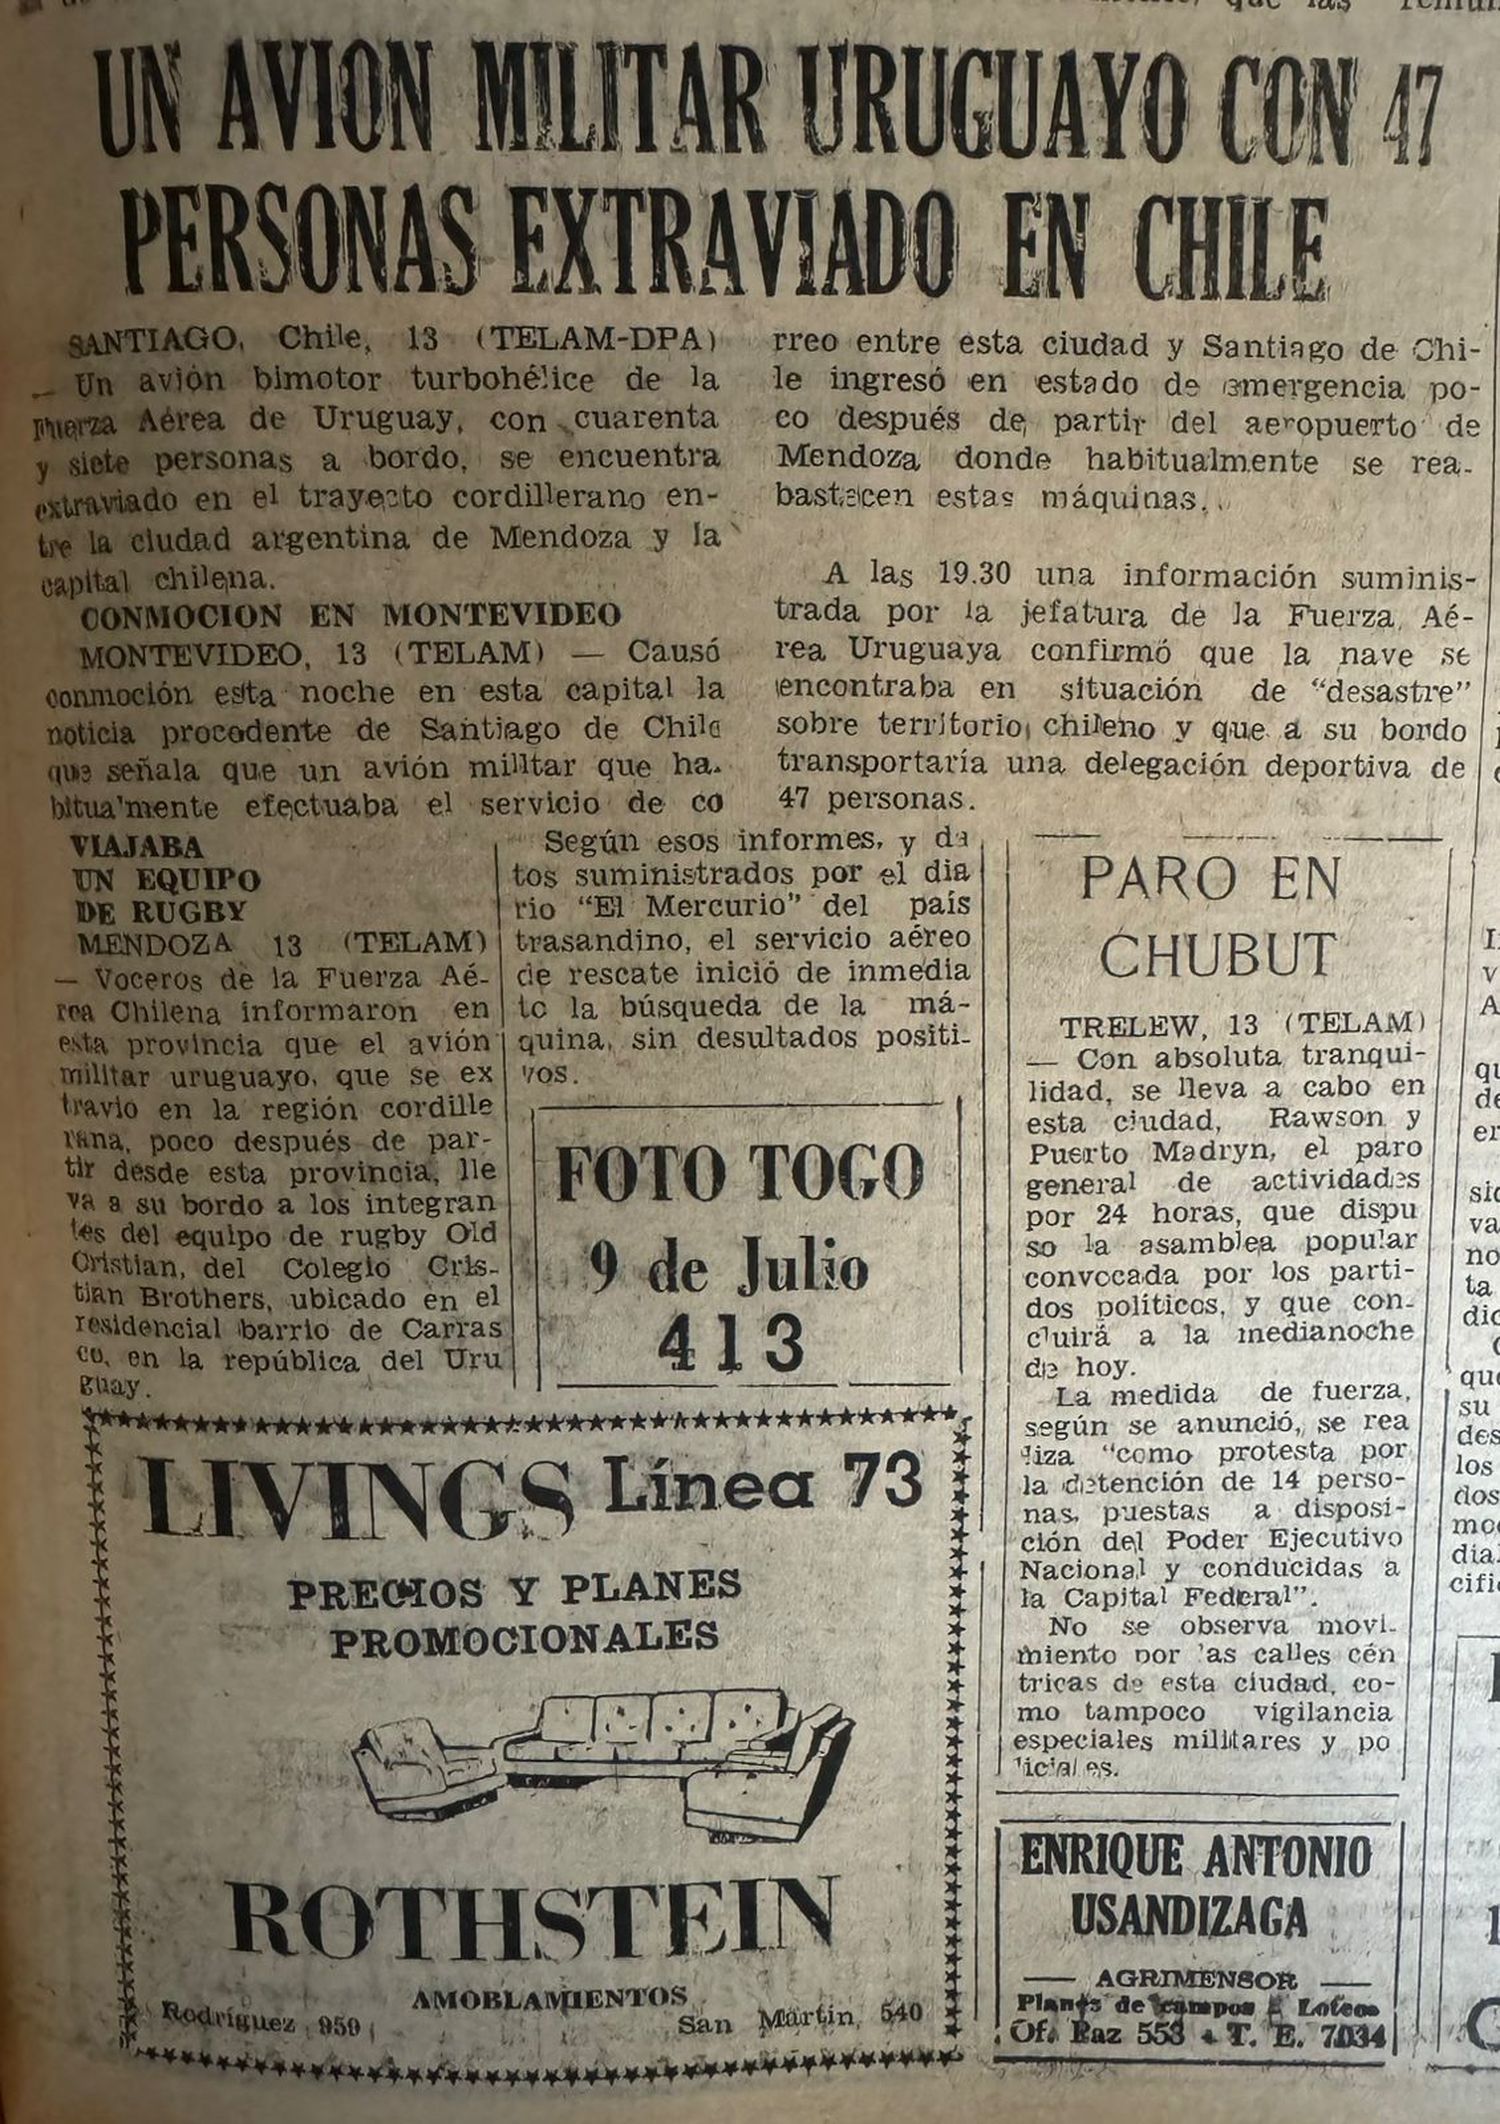 UN AVION MILITAR URUGUAYO CON 47
PERSONAS EXTRAVIADO EN CHILE
SANTIAGO, Chile, 13 (TELAM-DPA)
— Un avión bimotor turbohélice de la
Fuerza Aérea de Uruguay, con cuarenta
y siete personas a bordo, se encuentra
extraviado en el trayecto cordillerano en-
tre la ciudad argentina de Mendoza y la
capital chilena.
CONMOCION EN MONTEVIDEO
MONTEVIDEO, 13 (TELAM) — Causó
conmoción esta noche en esta capital la
noticia procedente de Santiago de Chile
que señala que un avión militar que ha-
bitualmente efectuaba el servicio de co
rreo entre esta ciudad y Santiago de Chi-
le ingresó en estado de emergencia po-
co después de partir del aeropuerto de
Mendoza donde habitualmente se rea-
bastecen estas máquinas.
A las 19.30 una información suminis-
trada por la jefatura de la Fuerza Aé-
rea Uruguaya confirmó que la nave se
encontraba en situación de "desastre"
sobre territorio chileno y que a su bordo
transportaría una delegación deportiva de
47 personas.
VIAJABA
UN EQUIPO
DE RUGBY
MENDOZA 13 (TELAM)
— Voceros de la Fuerza Aé-
rea Chilena informaron en
esta provincia que el avión
militar uruguayo, que se ex
travio en la región cordille
rana, poco después de par-
tir desde esta provincia, lle
va a su bordo a los integran
tes del equipo de rugby Old
Cristian, del Colegio Cris-
tian Brothers, ubicado en el
residencial barrio de Carras
co, en la república del Uru
guay.
Según esos informes, y da
tos suministrados por el dia
rio "El Mercurio" del país
trasandino, el servicio aéreo
de rescate inició de inmedia
to la búsqueda de la má-
quina, sin desultados positi-
vos.
FOTO TOGO
9 de Julio
413
LIVINGS Línea 73
PRECIOS Y PLANES
PROMOCIONALES
ROTHSTEIN
AMOBLAMIENTOS
Rodríguez 959
San Martín 540
PARO EN
CHUBUT
TRELEW, 13 (TELAM)
— Con absoluta tranqui-
lidad, se lleva a cabo en
esta ciudad, Rawson y
Puerto Madryn, el paro
general de actividades
por 24 horas, que dispu
so la asamblea popular
convocada por los parti-
dos políticos, y que con-
cluirá a la medianoche
de hoy.
La medida de fuerza,
según se anunció, se rea
liza "como protesta por
la detención de 14 perso-
nas, puestas a disposi-
ción del Poder Ejecutivo
Nacional y conducidas a
la Capital Federal".
No se observa movi-
miento por las calles cén
tricas de esta ciudad, co-
mo tampoco vigilancia
especiales militares y po
liciales.
ENRIQUE ANTONIO
USANDIZAGA
— AGRIMENSOR —
Planes de campos Loteos
Of. Paz 553 - T. E. 7034